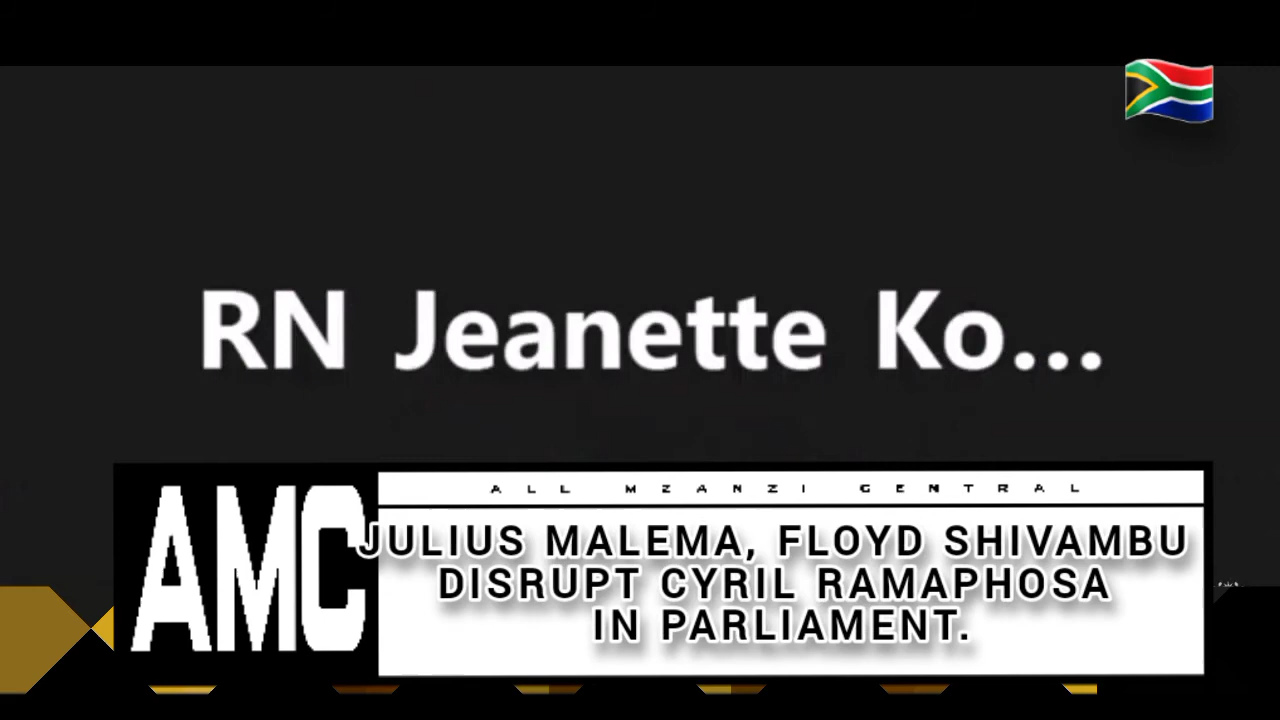 RN Jeanette Ko...
AMC
ALL MZANZI CENTRAL
JULIUS MALEMA, FLOYD SHIVAMBU
DISRUPT CYRIL RAMAPHOSA
IN PARLIAMENT.